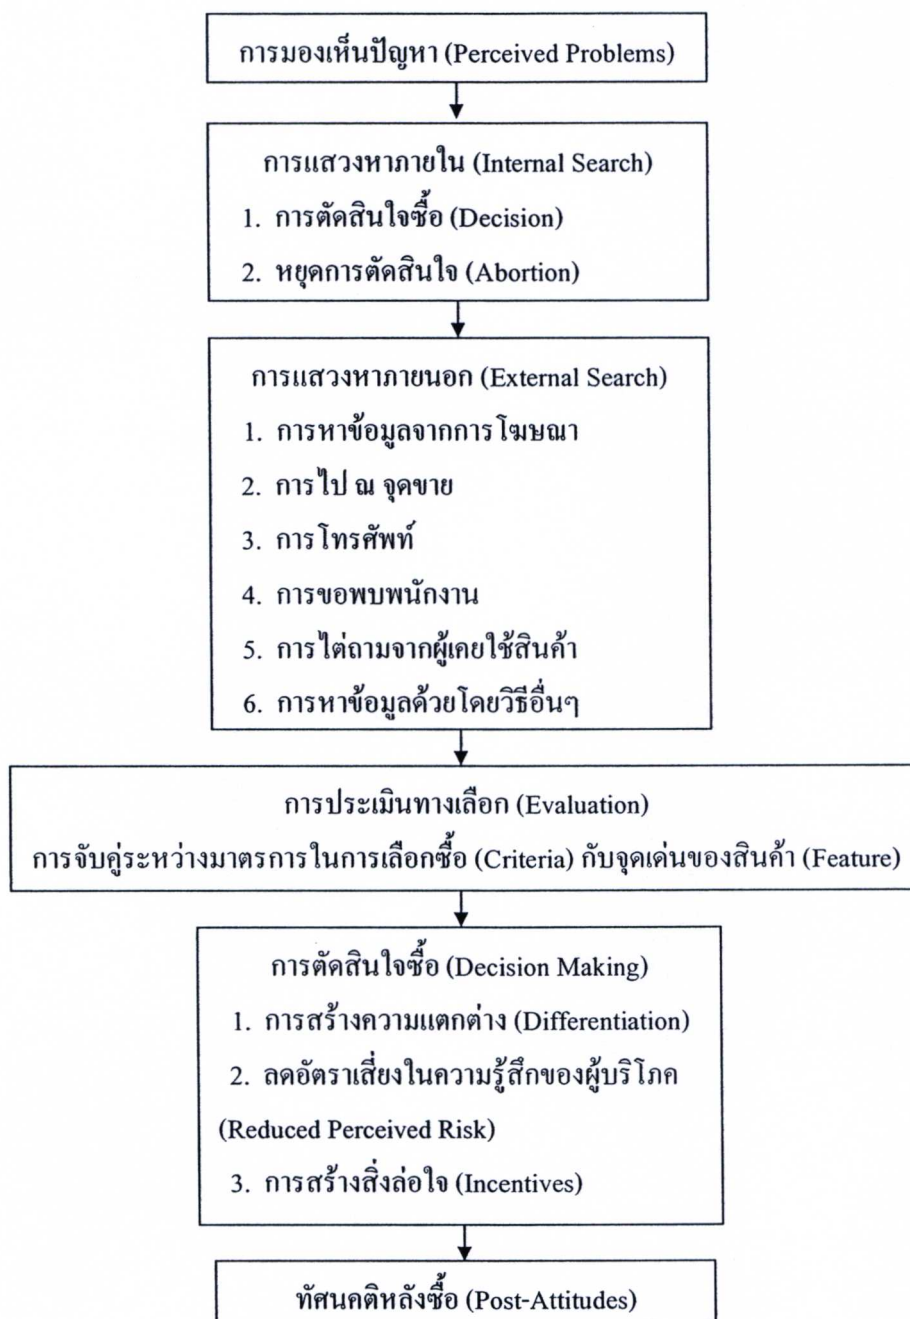 การมองเห็นปัญหา (Perceived Problems)
การแสวงหาภายใน (Internal Search)
1. การตัดสินใจซื้อ (Decision)
2. หยุดการตัดสินใจ (Abortion)
การแสวงหาภายนอก (External Search)
1. การหาข้อมูลจากการโฆษณา
2. การไป ณ จุดขาย
3. การโทรศัพท์
4. การขอพบพนักงาน
5. การไต่ถามจากผู้เคยใช้สินค้า
6. การหาข้อมูลด้วยโดยวิธีอื่นๆ
การประเมินทางเลือก (Evaluation)
การจับคู่ระหว่างมาตรการในการเลือกซื้อ (Criteria) กับจุดเด่นของสินค้า (Feature)
การตัดสินใจซื้อ (Decision Making)
1. การสร้างความแตกต่าง (Differentiation)
2. ลดอัตราเสี่ยงในความรู้สึกของผู้บริโภค
(Reduced Perceived Risk)
3. การสร้างสิ่งล่อใจ (Incentives)
ทัศนคติหลังซื้อ (Post-Attitudes)